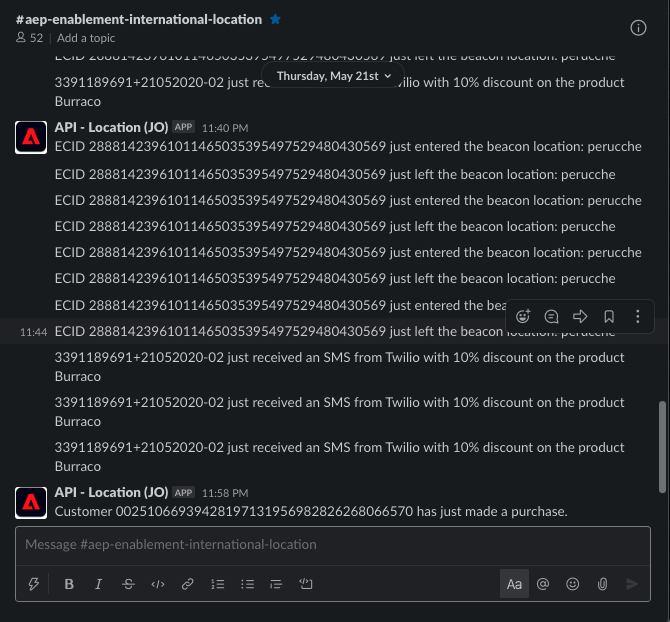 #aep-enablement-international-location
52 | Add a topic
ECID 28881423961011465035395497529480430569 just left the beacon location: perucche
Thursday, May 21st
3391189691+21052020-02 just rec Twilio with 10% discount on the product
Burraco
API - Location (JO) APP 11:40 PM
ECID 28881423961011465035395497529480430569 just entered the beacon location: perucche
ECID 28881423961011465035395497529480430569 just left the beacon location: perucche
ECID 28881423961011465035395497529480430569 just entered the beacon location: perucche
ECID 28881423961011465035395497529480430569 just left the beacon location: perucche
ECID 28881423961011465035395497529480430569 just entered the beacon location: perucche
ECID 28881423961011465035395497529480430569 just left the beacon location: perucche
ECID 28881423961011465035395497529480430569 just entered the bea
11:44 ECID 28881423961011465035395497529480430569 just left the beacon location: perucche
3391189691+21052020-02 just received an SMS from Twilio with 10% discount on the product
Burraco
3391189691+21052020-02 just received an SMS from Twilio with 10% discount on the product
Burraco
3391189691+21052020-02 just received an SMS from Twilio with 10% discount on the product
Burraco
API - Location (JO) APP 11:58 PM
Customer 00251066939428197131956982826268066570 has just made a purchase.
Message #aep-enablement-international-location
B I S Aa @